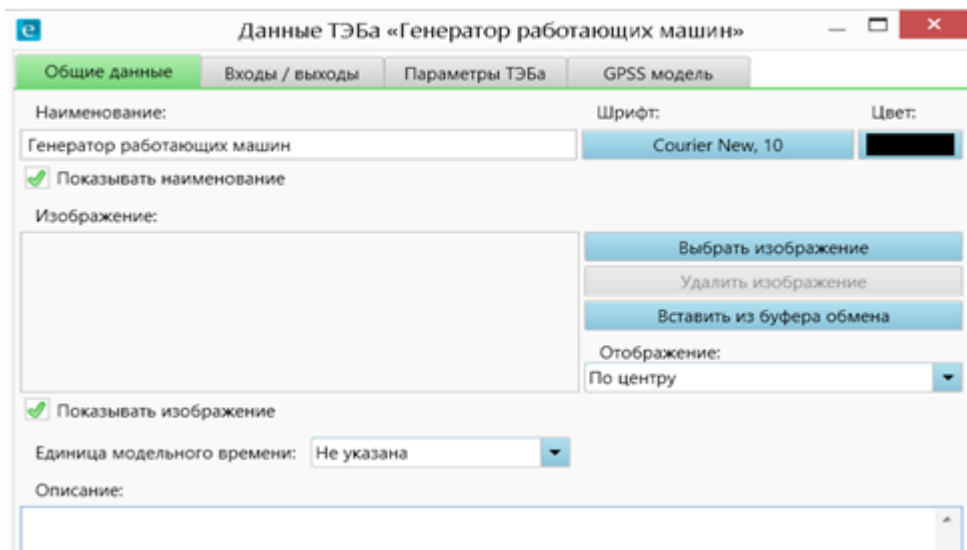 e Данные ТЭБа «Генератор работающих машин»
Общие данные Входы / выходы Параметры ТЭБа GPSS модель
Наименование: Шрифт: Цвет:
Генератор работающих машин Courier New, 10
Показывать наименование
Изображение:
Выбрать изображение
Удалить изображение
Вставить из буфера обмена
Отображение:
По центру
Показывать изображение
Единица модельного времени: Не указана
Описание: